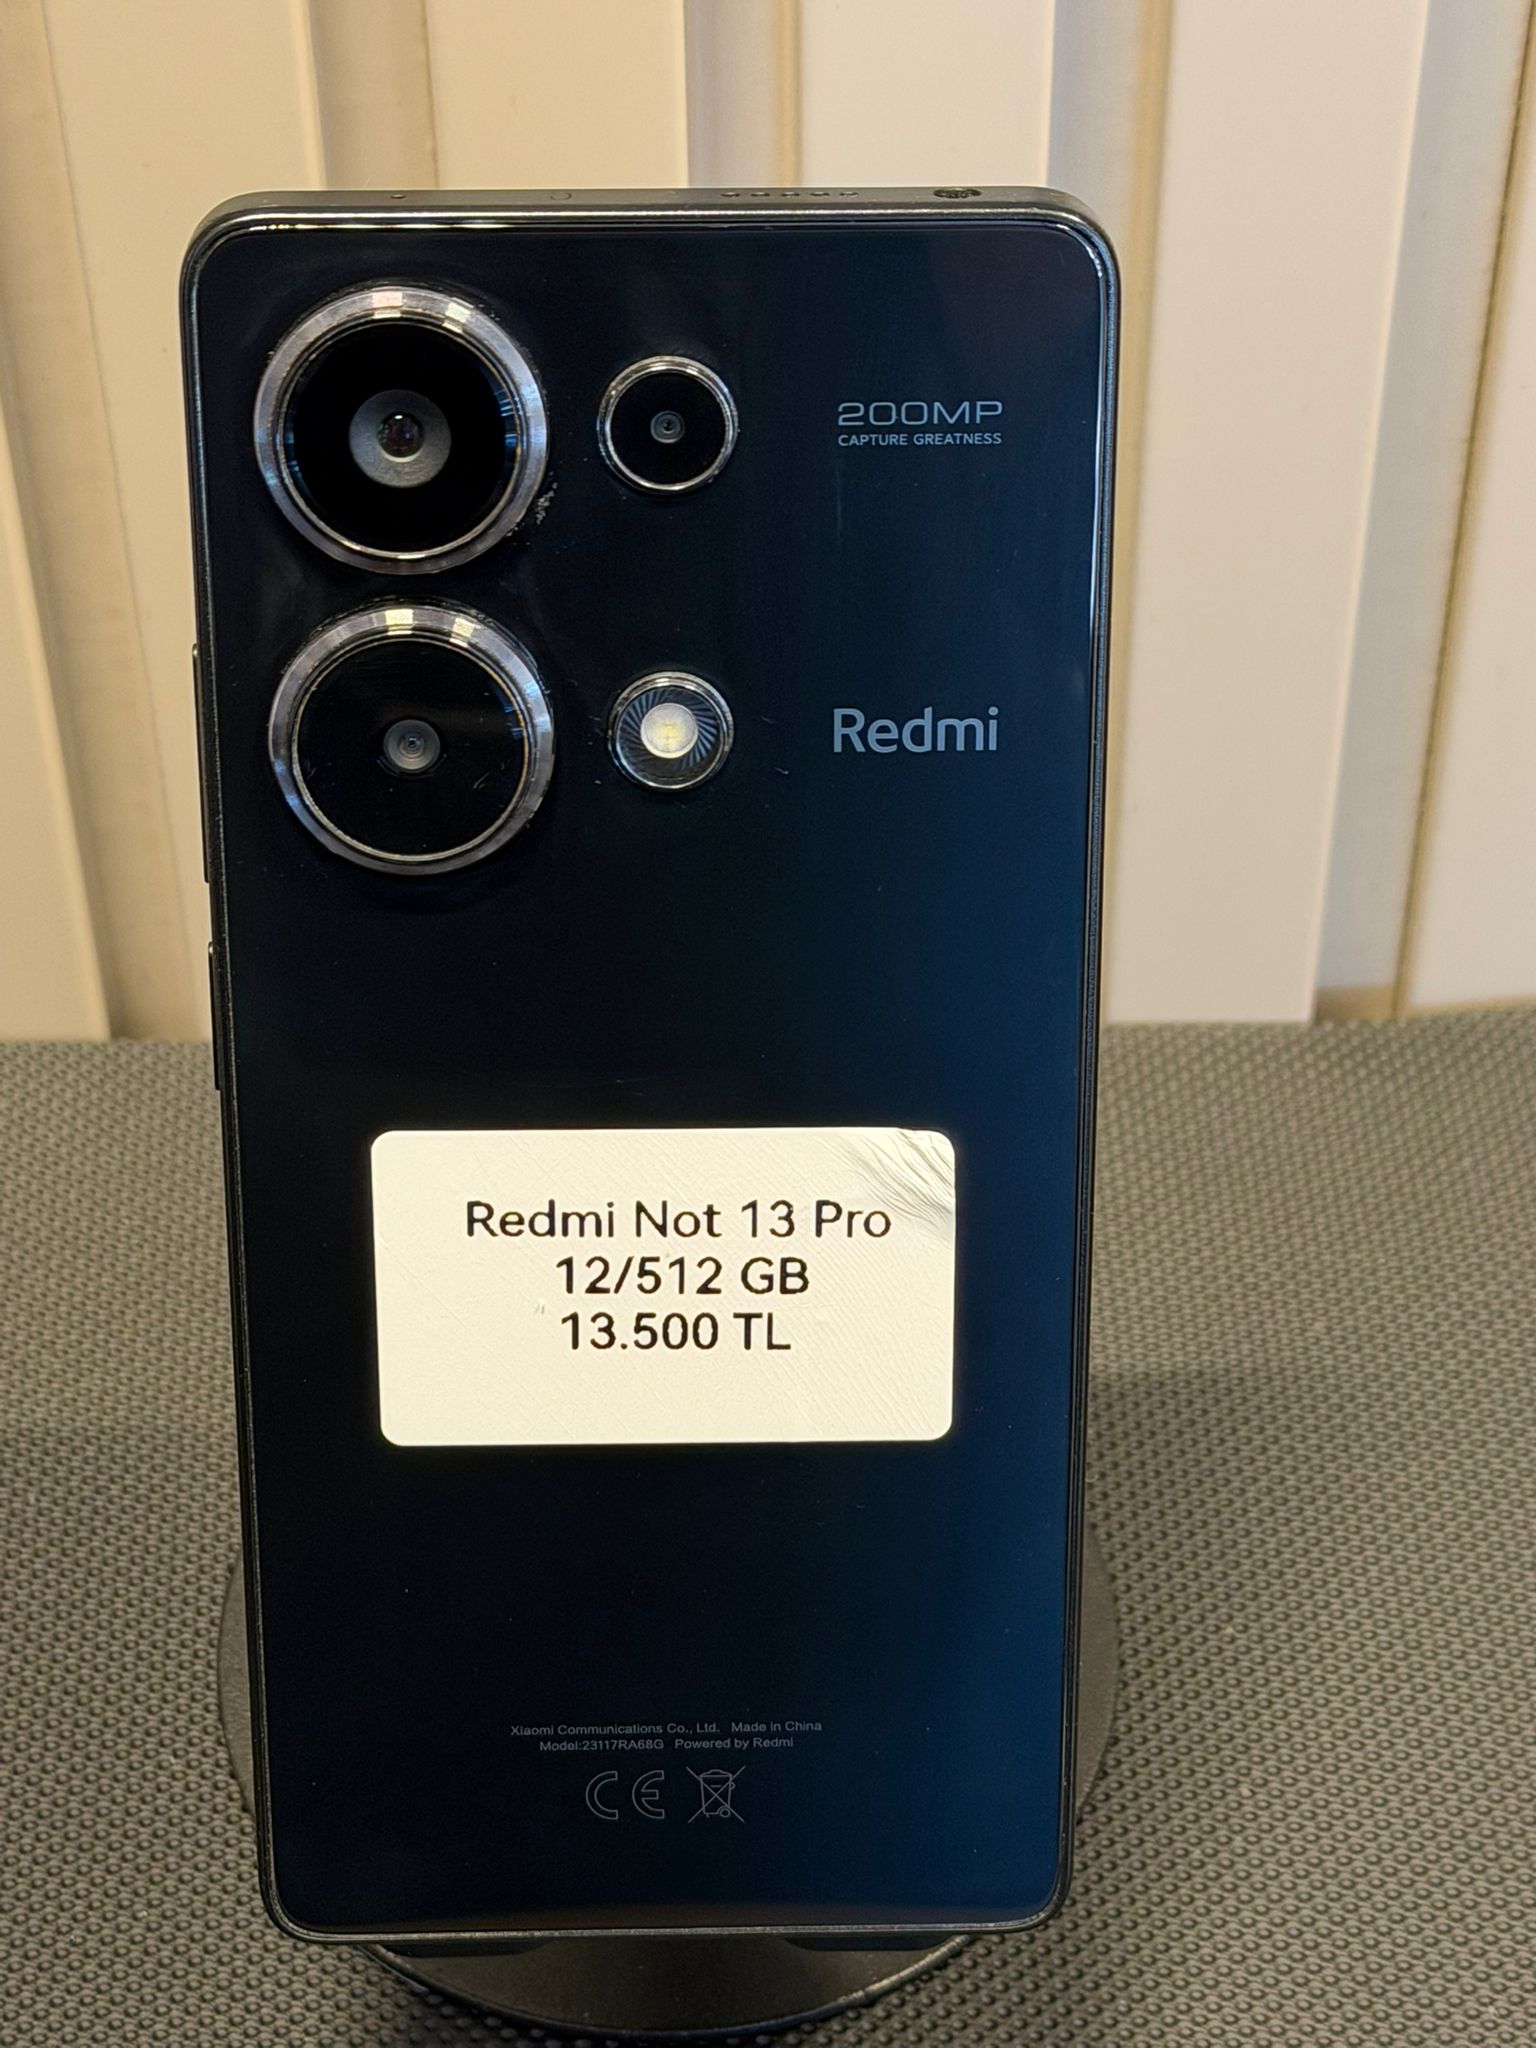 200MP
CAPTURE GREATNESS
Redmi
Redmi Not 13 Pro
12/512 GB
13.500 TL
Xiaomi Communications Co., Ltd. Made in China
Model:23117RA68G Powered by Redmi
CE